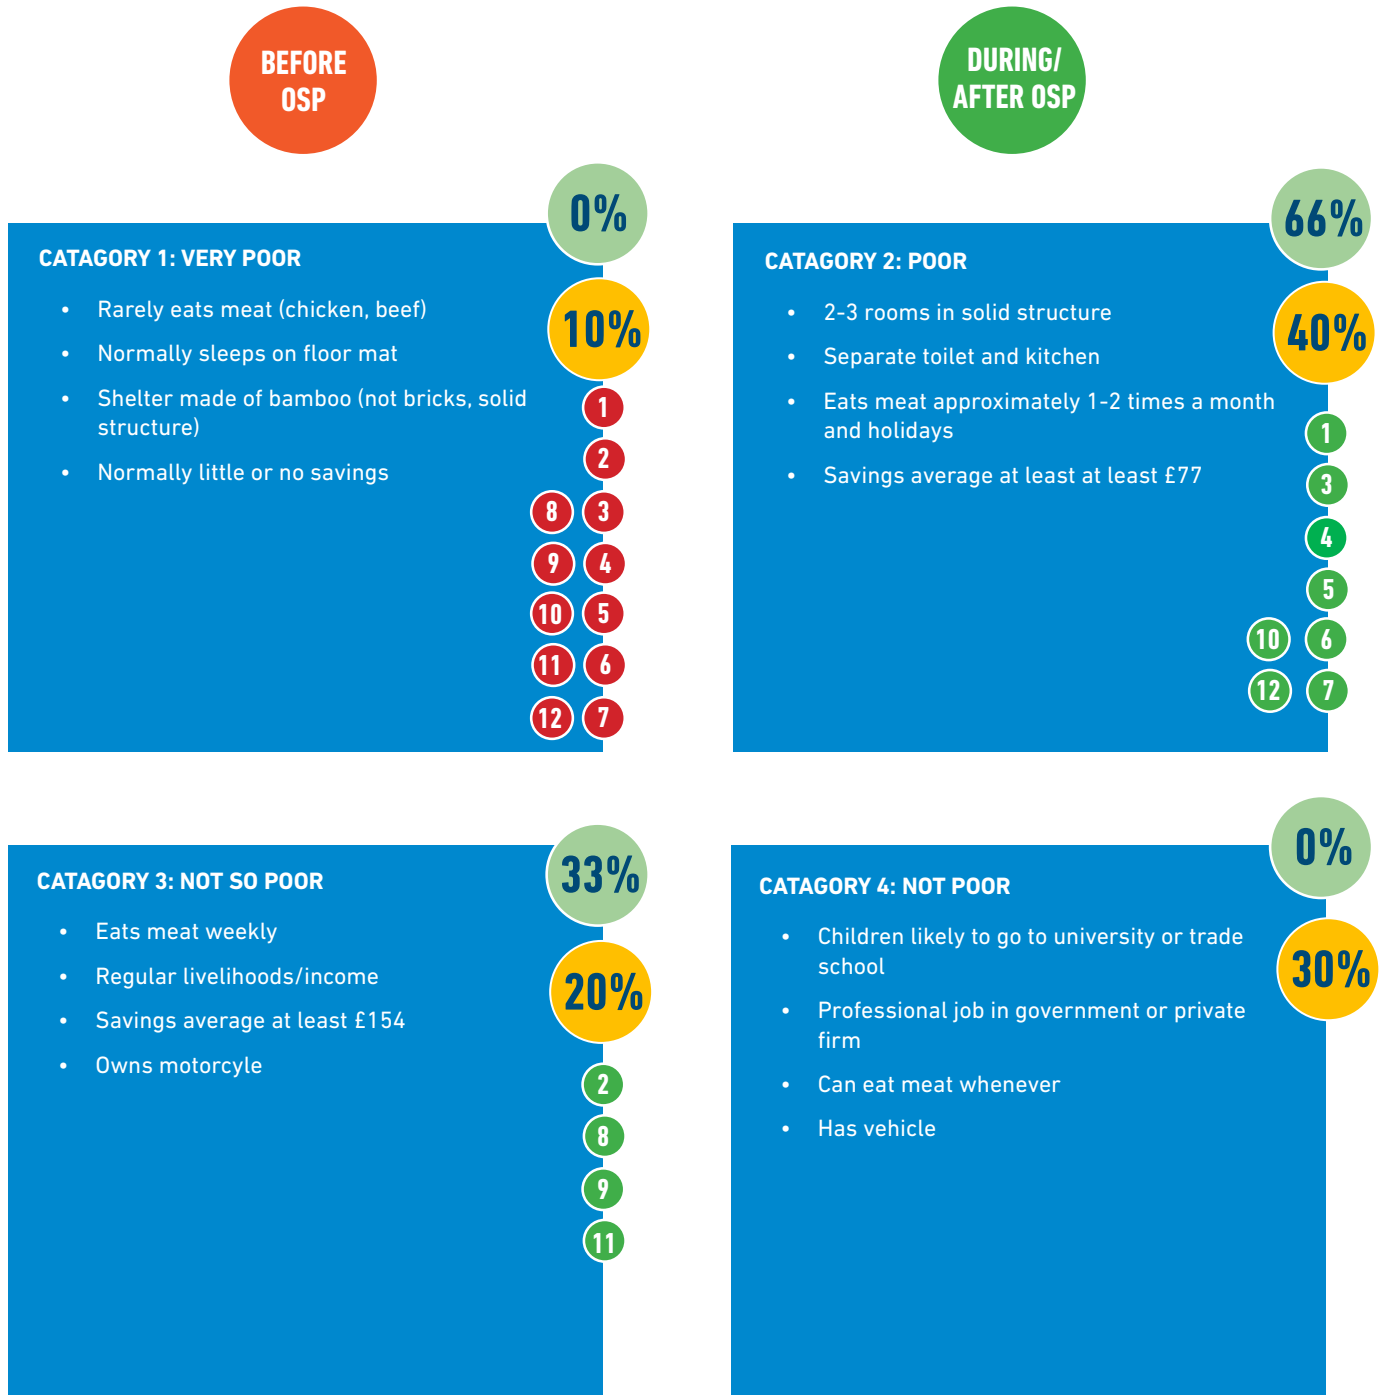 BEFORE
OSP
DURING/
AFTER OSP
0%
10%
CATAGORY 1: VERY POOR
• Rarely eats meat (chicken, beef)
• Normally sleeps on floor mat
• Shelter made of bamboo (not bricks, solid
structure)
• Normally little or no savings
1
2
8 3
9 4
10 5
11 6
12 7
66%
40%
CATAGORY 2: POOR
• 2-3 rooms in solid structure
• Separate toilet and kitchen
• Eats meat approximately 1-2 times a month
and holidays
• Savings average at least at least £77
1
3
4
5
10 6
12 7
33%
20%
CATAGORY 3: NOT SO POOR
• Eats meat weekly
• Regular livelihoods/income
• Savings average at least £154
• Owns motorcyle
2
8
9
11
0%
30%
CATAGORY 4: NOT POOR
• Children likely to go to university or trade
school
• Professional job in government or private
firm
• Can eat meat whenever
• Has vehicle